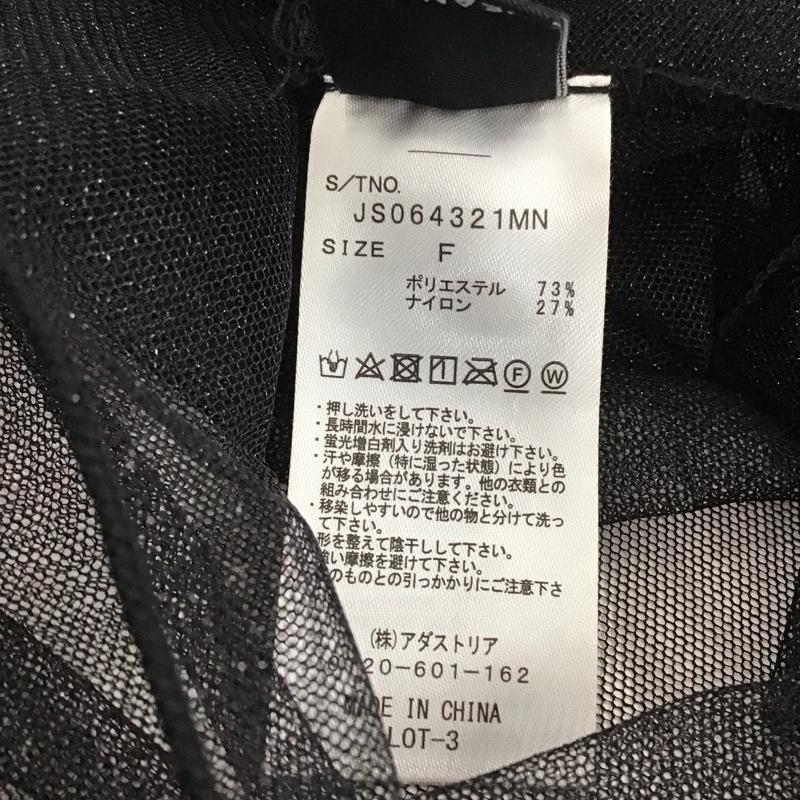 S/TNO.
JS064321MN
SIZE F
ポリエステル 73%
ナイロン 27%
F W
・押し洗いをして下さい。
・長時間水に浸けないで下さい。
・蛍光増白剤入り洗剤はお避け下さい。
・汗や摩擦（特に湿った状態）により色
が移る場合があります。他の衣類との
組み合わせにご注意ください。
・移染しやすいので他の物と分けて洗っ
て下さい。
形を整えて陰干しして下さい。
強い摩擦を避けて下さい。
のものとの引っかかりにご注意下さ
(株)アダストリア
0120-601-162
MADE IN CHINA
LOT-3